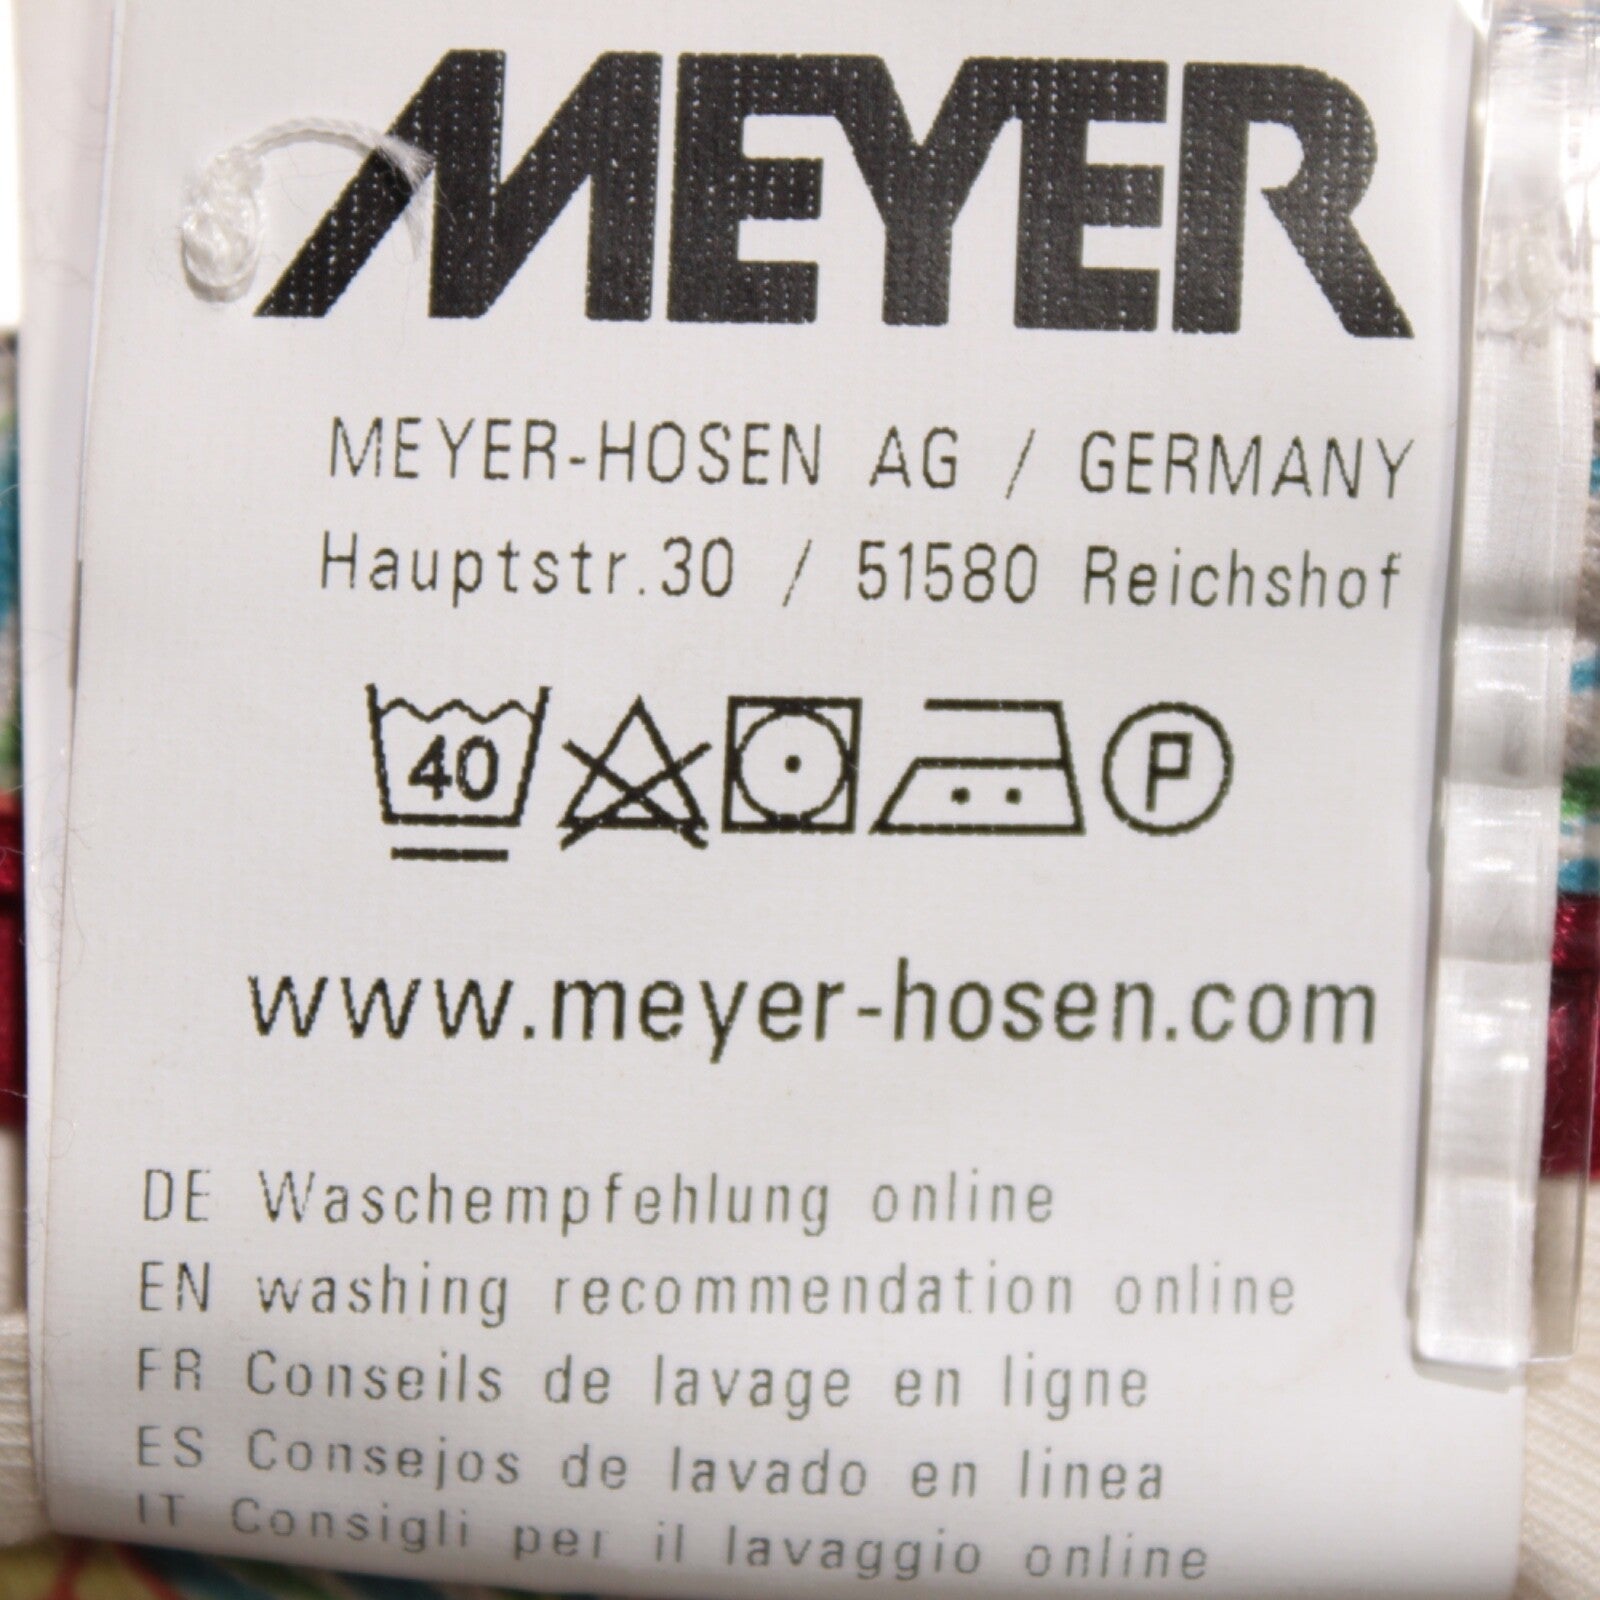 MEYER
MEYER-HOSEN AG / GERMANY
Hauptstr.30 / 51580 Reichshof
40 P
www.meyer-hosen.com
DE Waschempfehlung online
EN washing recommendation online
FR Conseils de lavage en ligne
ES Consejos de lavado en linea
IT Consigli per il lavaggio online